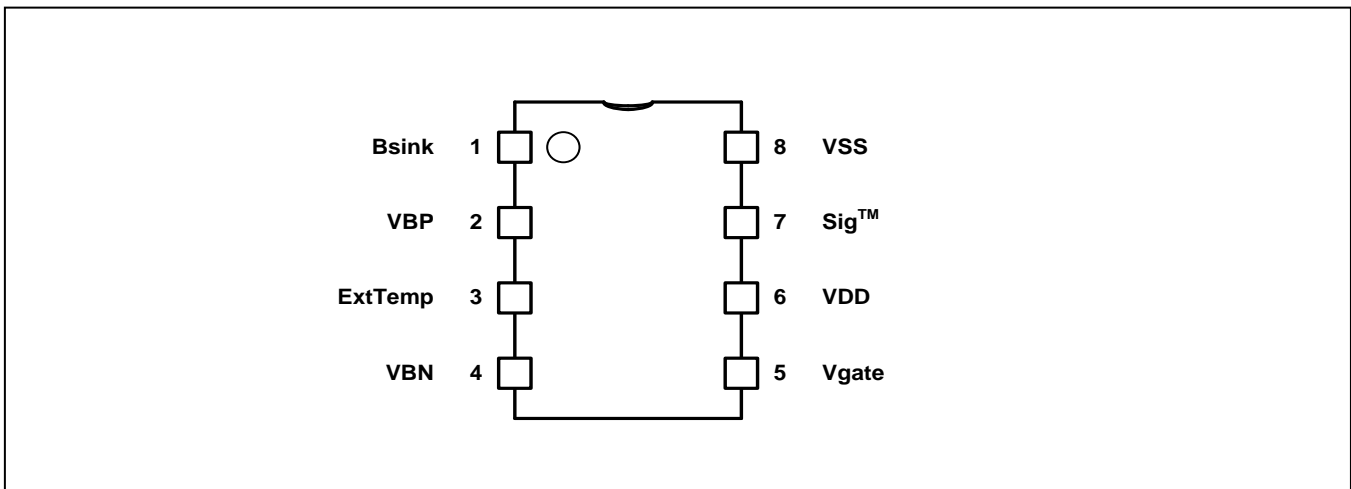 Bsink 1 8 VSS
VBP 2 7 Sig™
ExtTemp 3 6 VDD
VBN 4 5 Vgate